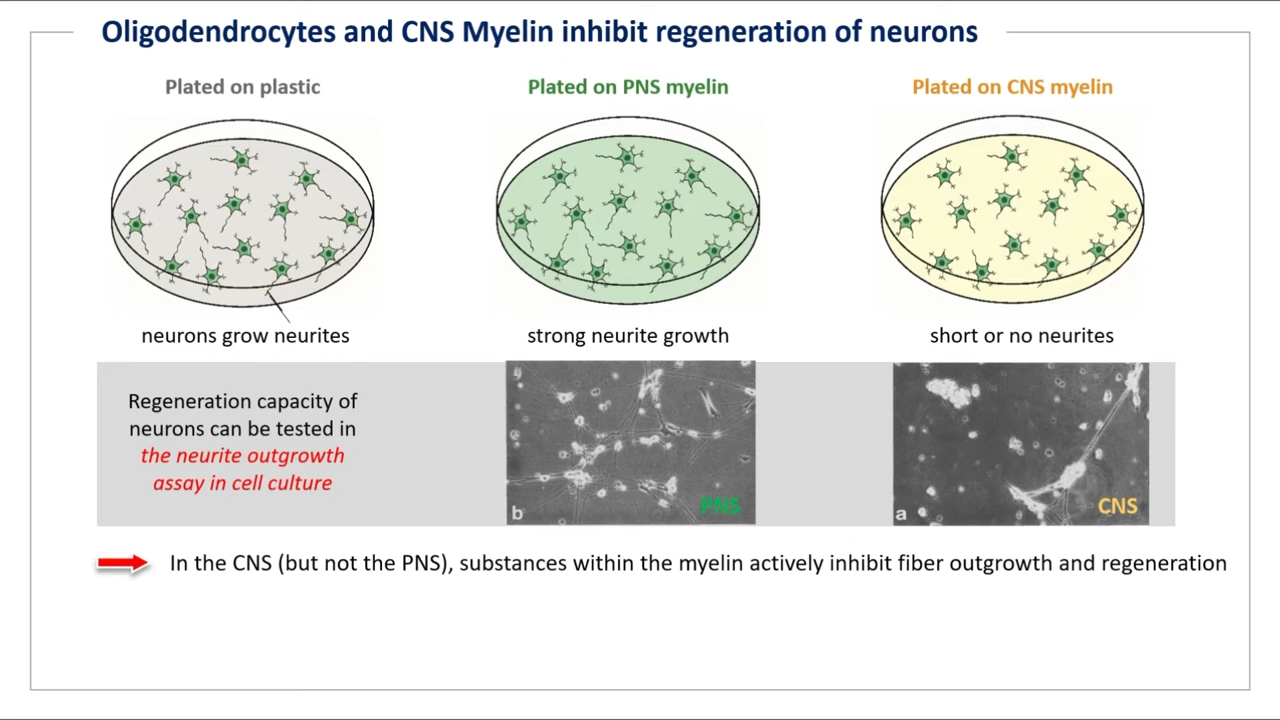 Oligodendrocytes and CNS Myelin inhibit regeneration of neurons
Plated on plastic
Plated on PNS myelin
Plated on CNS myelin
neurons grow neurites
strong neurite growth
short or no neurites
Regeneration capacity of
neurons can be tested in
the neurite outgrowth
assay in cell culture
b
PNS
a
CNS
In the CNS (but not the PNS), substances within the myelin actively inhibit fiber outgrowth and regeneration